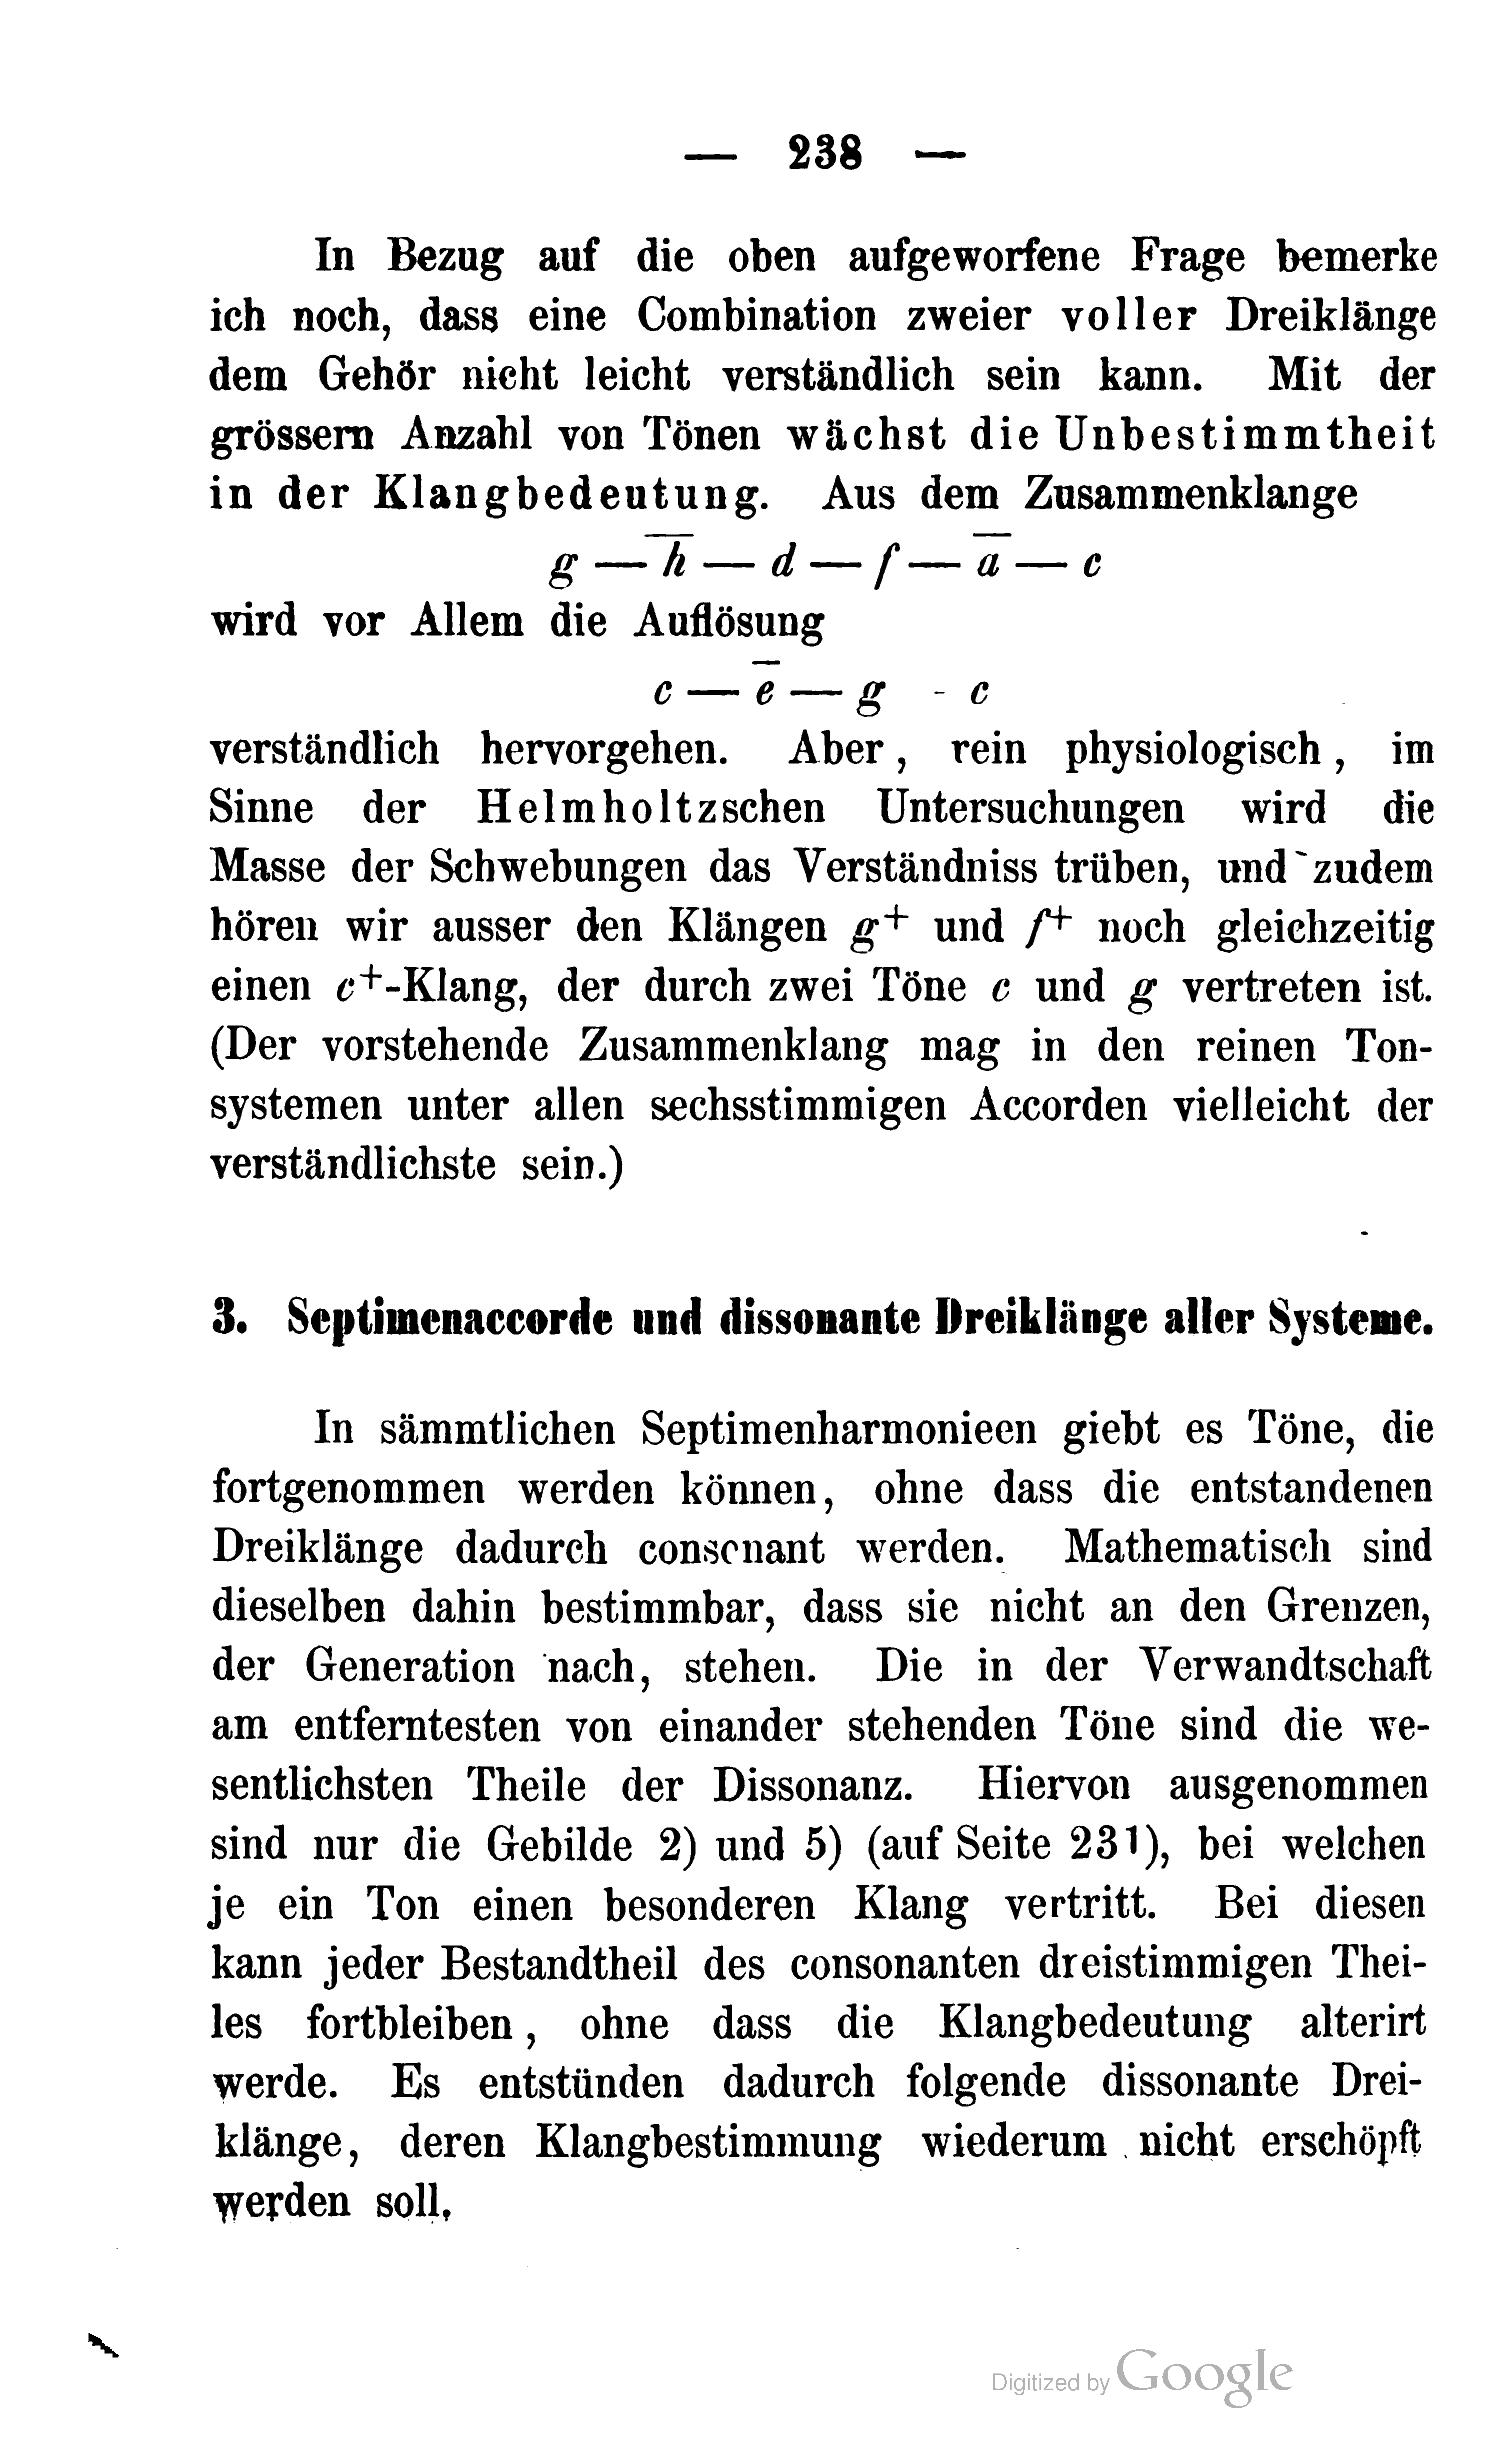 — 238 —
In Bezug auf die oben aufgeworfene Frage bemerke
ich noch, dass eine Combination zweier voller Dreiklänge
dem Gehör nicht leicht verständlich sein kann. Mit der
grössern Anzahl von Tönen wächst die Unbestimmtheit
in der Klangbedeutung. Aus dem Zusammenklange
g — h̅ — d — f — a̅ — c
wird vor Allem die Auflösung
c — e̅ — g - c
verständlich hervorgehen. Aber, rein physiologisch, im
Sinne der Helmholtzschen Untersuchungen wird die
Masse der Schwebungen das Verständniss trüben, und zudem
hören wir ausser den Klängen g⁺ und f⁺ noch gleichzeitig
einen c⁺-Klang, der durch zwei Töne c und g vertreten ist.
(Der vorstehende Zusammenklang mag in den reinen Ton-
systemen unter allen sechsstimmigen Accorden vielleicht der
verständlichste sein.)
3. Septimenaccorde und dissonante Dreiklänge aller Systeme.
In sämmtlichen Septimenharmonieen giebt es Töne, die
fortgenommen werden können, ohne dass die entstandenen
Dreiklänge dadurch consonant werden. Mathematisch sind
dieselben dahin bestimmbar, dass sie nicht an den Grenzen,
der Generation nach, stehen. Die in der Verwandtschaft
am entferntesten von einander stehenden Töne sind die we-
sentlichsten Theile der Dissonanz. Hiervon ausgenommen
sind nur die Gebilde 2) und 5) (auf Seite 231), bei welchen
je ein Ton einen besonderen Klang vertritt. Bei diesen
kann jeder Bestandtheil des consonanten dreistimmigen Thei-
les fortbleiben, ohne dass die Klangbedeutung alterirt
werde. Es entstünden dadurch folgende dissonante Drei-
klänge, deren Klangbestimmung wiederum nicht erschöpft
werden soll.
Digitized by Google